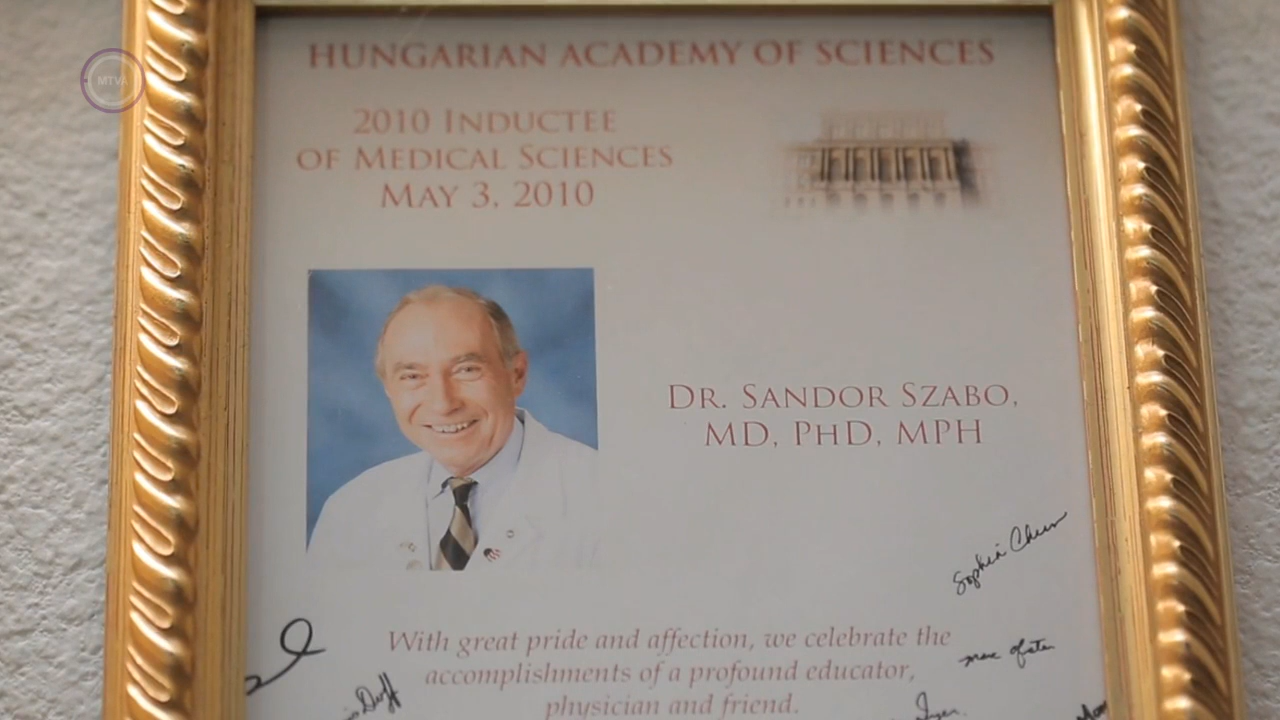 MTVA
HUNGARIAN ACADEMY OF SCIENCES
2010 INDUCTEE
OF MEDICAL SCIENCES
MAY 3, 2010
DR. SANDOR SZABO,
MD, PHD, MPH
Sophia
With great pride and affection, we celebrate the
accomplishments of a profound educator,
physician and friend.